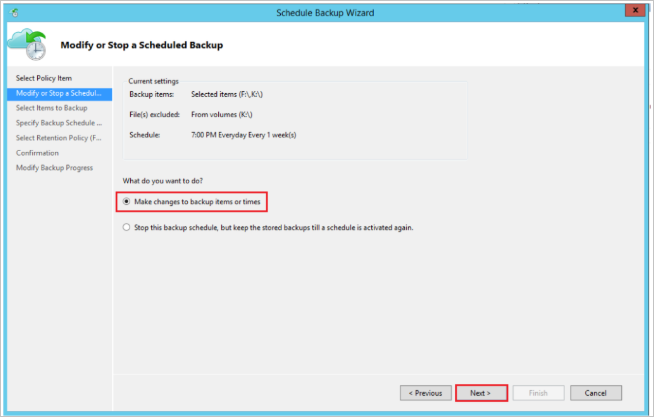 Schedule Backup Wizard
x
Modify or Stop a Scheduled Backup
Select Policy Item
Modify or Stop a Schedul...
Select Items to Backup
Specify Backup Schedule ...
Select Retention Policy (F...
Confirmation
Modify Backup Progress
Current settings
Backup items: Selected items (F:\,K:\)
File(s) excluded: From volumes (K:\)
Schedule: 7:00 PM Everyday Every 1 week(s)
What do you want to do?
Make changes to backup items or times
Stop this backup schedule, but keep the stored backups till a schedule is activated again.
< Previous Next > Finish Cancel